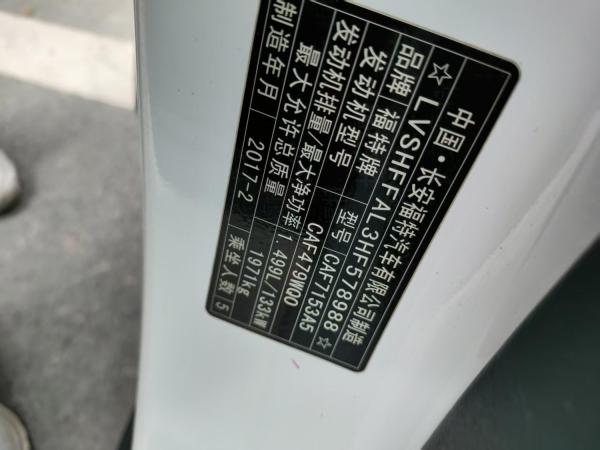 中国·长安福特汽车有限公司制造
☆LVSHFFAL3HF578988☆
品牌 福特牌 型号 CAF7153A5
发动机型号 CAF479WQ0
发动机排量/最大净功率 1.499L/133kW
最大允许总质量 1971kg
制造年月 2017-2 乘坐人数 5